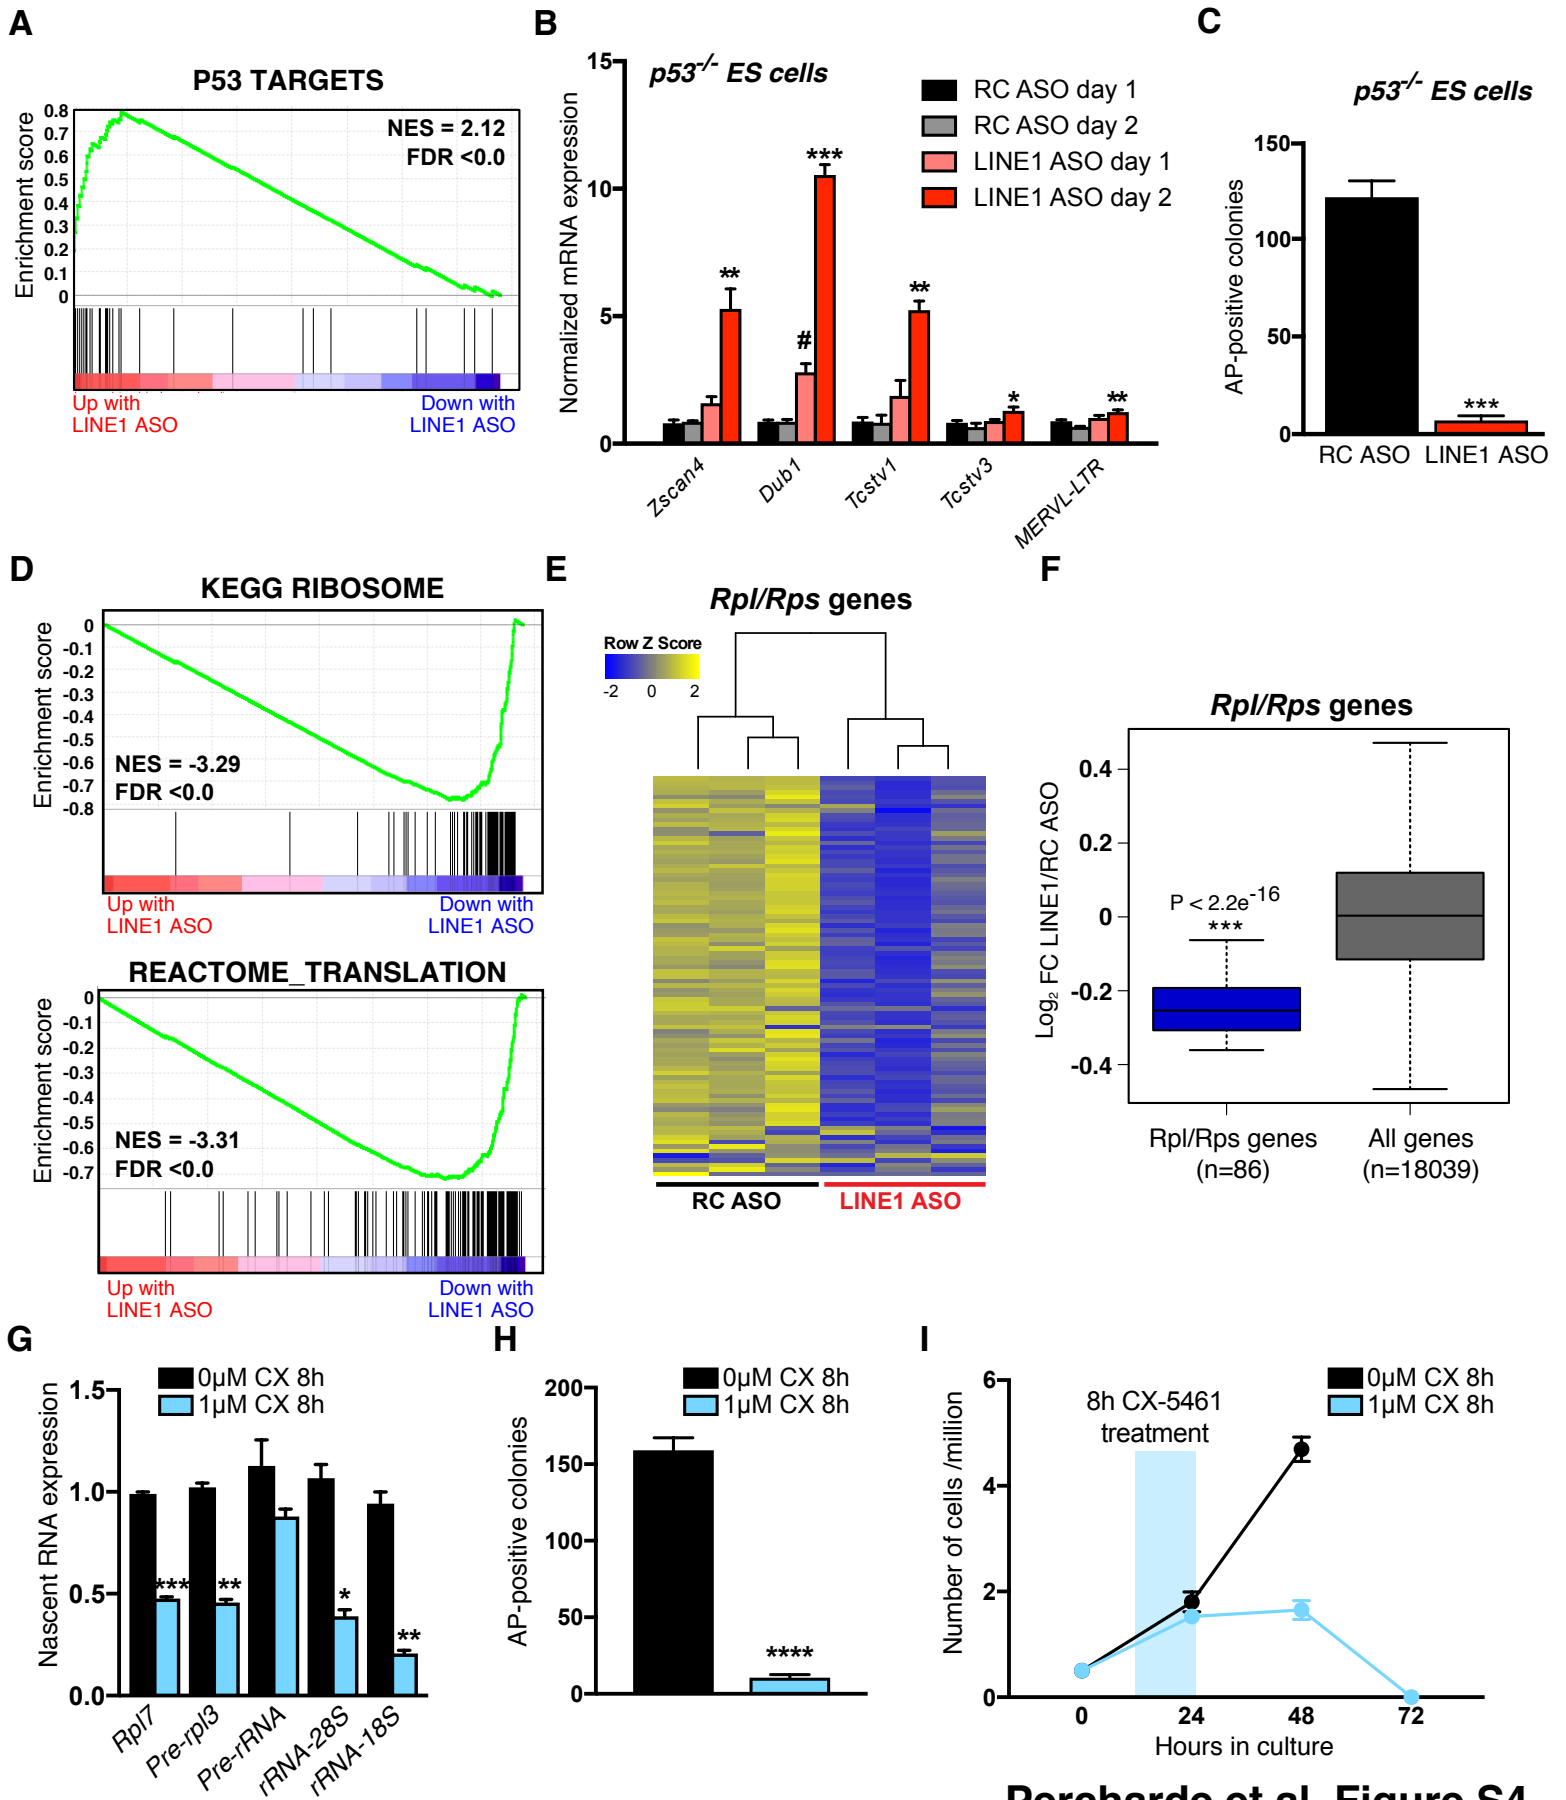 A
P53 TARGETS
Enrichment score
0.8
0.7
0.6
0.5
0.4
0.3
0.2
0.1
0
NES = 2.12
FDR <0.0
Up with
LINE1 ASO
Down with
LINE1 ASO
B
p53-/- ES cells
Normalized mRNA expression
15
10
5
0
RC ASO day 1
RC ASO day 2
LINE1 ASO day 1
LINE1 ASO day 2
**
#
***
**
*
**
Zscan4
Dub1
Tcstv1
Tcstv3
MERVL-LTR
C
p53-/- ES cells
AP-positive colonies
150
100
50
0
***
RC ASO
LINE1 ASO
D
KEGG RIBOSOME
Enrichment score
0
-0.1
-0.2
-0.3
-0.4
-0.5
-0.6
-0.7
-0.8
NES = -3.29
FDR <0.0
Up with
LINE1 ASO
Down with
LINE1 ASO
REACTOME_TRANSLATION
Enrichment score
0
-0.1
-0.2
-0.3
-0.4
-0.5
-0.6
-0.7
NES = -3.31
FDR <0.0
Up with
LINE1 ASO
Down with
LINE1 ASO
E
Rpl/Rps genes
Row Z Score
-2 0 2
RC ASO
LINE1 ASO
F
Rpl/Rps genes
Log2 FC LINE1/RC ASO
0.4
0.2
0
-0.2
-0.4
P < 2.2e-16
***
Rpl/Rps genes
(n=86)
All genes
(n=18039)
G
0µM CX 8h
1µM CX 8h
Nascent RNA expression
1.5
1.0
0.5
0.0
***
**
*
**
Rpl7
Pre-rpl3
Pre-rRNA
rRNA-28S
rRNA-18S
H
0µM CX 8h
1µM CX 8h
AP-positive colonies
200
150
100
50
0
****
I
0µM CX 8h
1µM CX 8h
8h CX-5461
treatment
Number of cells /million
6
4
2
0
0 24 48 72
Hours in culture
Percharde et al. Figure S4